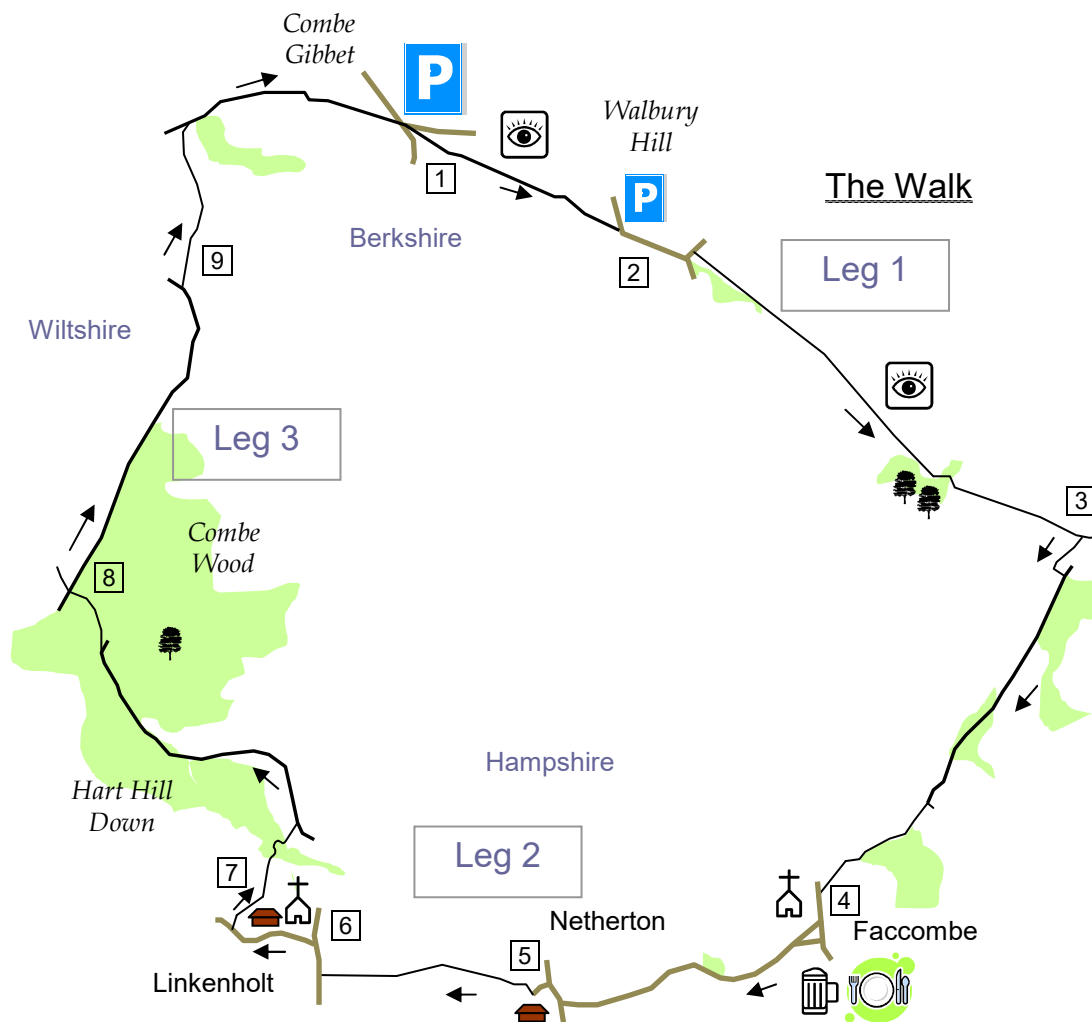 Combe
Gibbet
P
Walbury
Hill
P
The Walk
1
Berkshire
2
Leg 1
9
Wiltshire
Leg 3
3
Combe
Wood
8
Hampshire
Hart Hill
Down
Leg 2
7
4
6
Netherton
Faccombe
5
Linkenholt